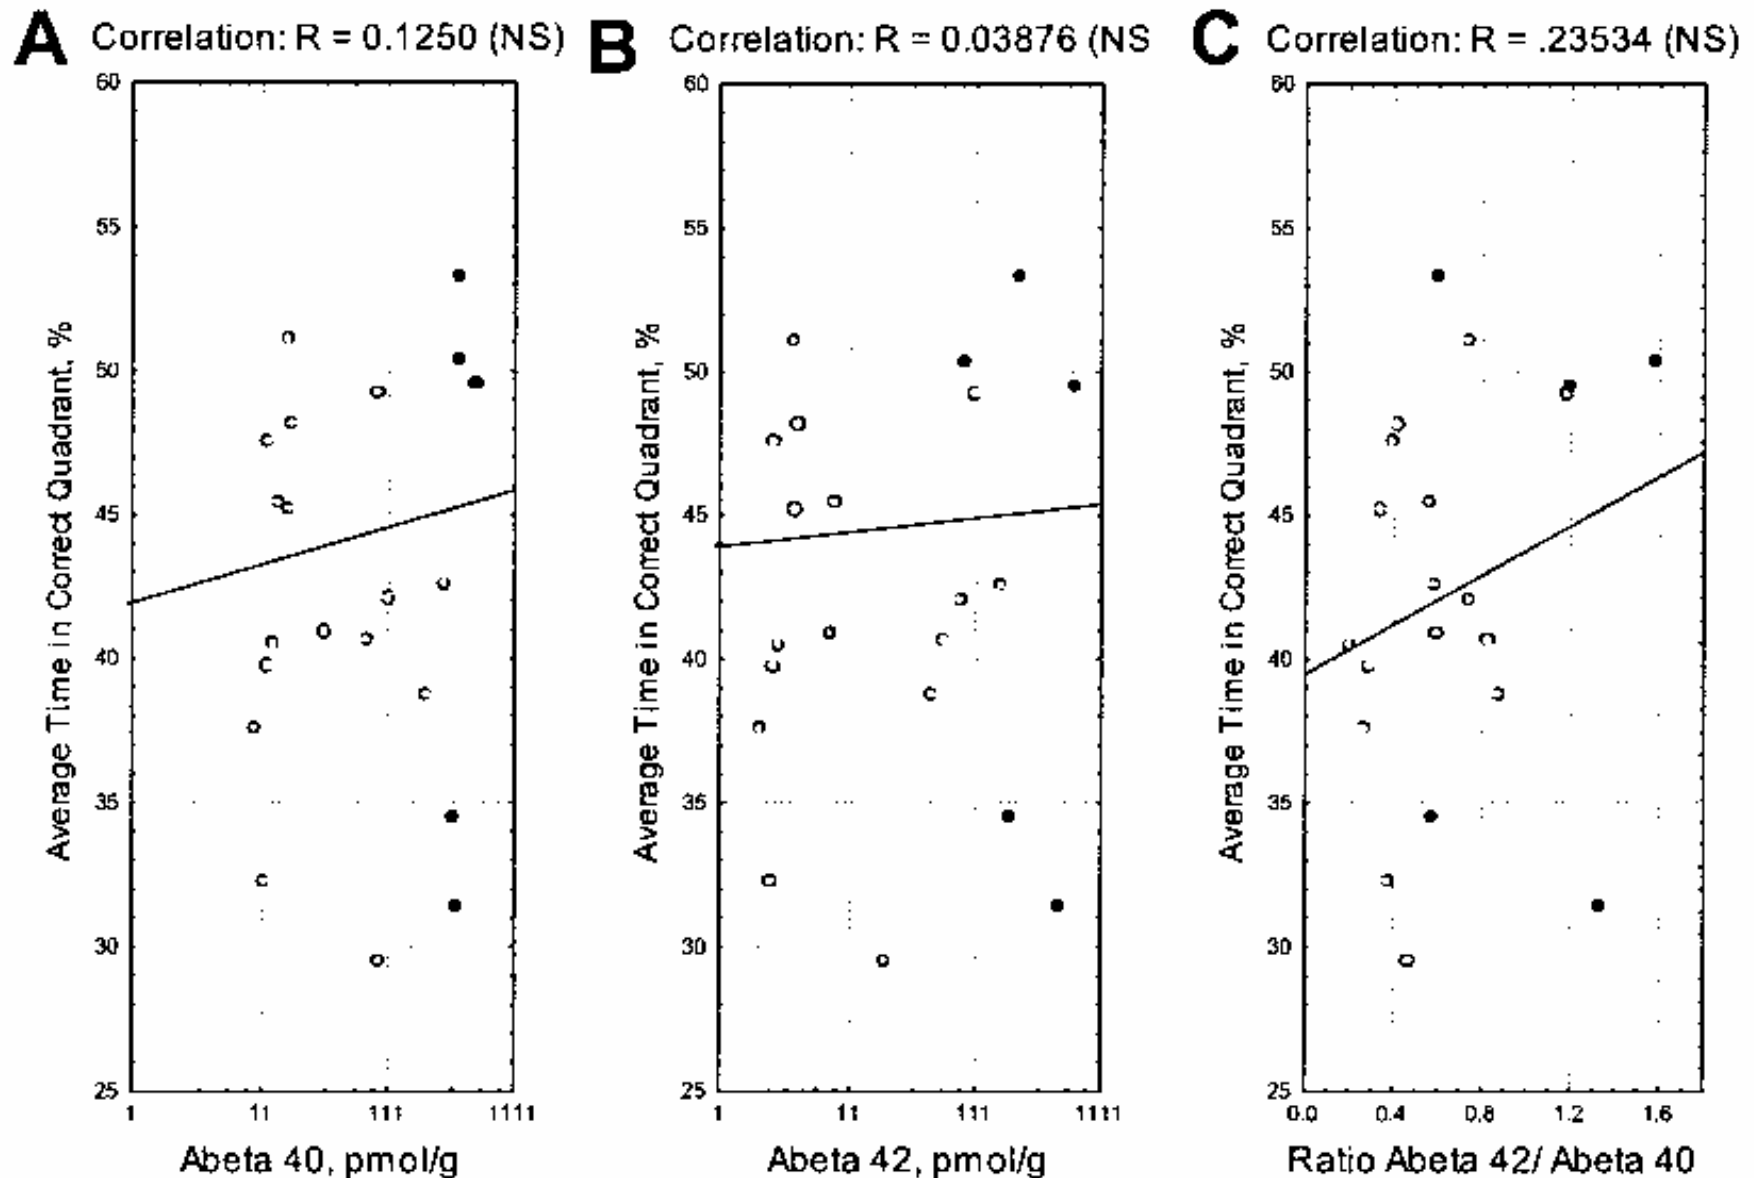 A Correlation: R = 0.1250 (NS)
60
55
50
45
40
35
30
25
1 11 111 1111
Average Time in Correct Quadrant, %
Abeta 40, pmol/g
B Correlation: R = 0.03876 (NS
60
55
50
45
40
35
30
25
1 11 111 1111
Average Time in Correct Quadrant, %
Abeta 42, pmol/g
C Correlation: R = .23534 (NS)
60
55
50
45
40
35
30
25
0.0 0.4 0.8 1.2 1.6
Average Time in Correct Quadrant, %
Ratio Abeta 42/ Abeta 40